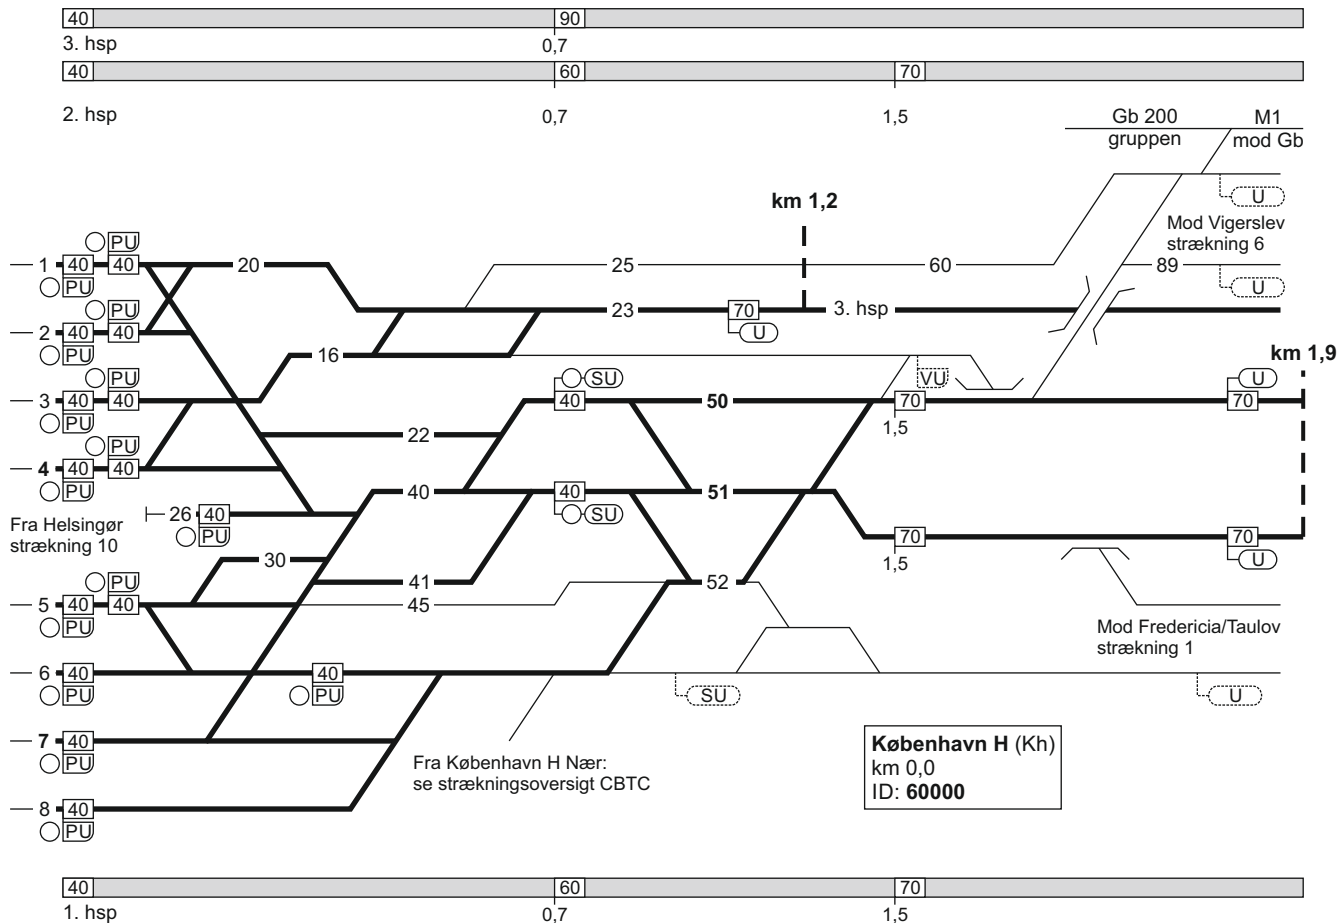 40 90
3. hsp 0,7
40 60 70
2. hsp 0,7 1,5
Gb 200 M1
gruppen mod Gb
km 1,2
U
Mod Vigerslev
strækning 6
PU
1 40 40 20 25 60 89
PU U
PU
23 70 3. hsp
2 40 40 U
PU
16 km 1,9
PU SU VU U
3 40 40 40 50 70 70
PU 1,5
22
PU
4 40 40
PU
40 40 51
26 40 SU
Fra Helsingør
strækning 10
PU
70 70
30 1,5 U
PU 41 52
5 40 40 45
PU
Mod Fredericia/Taulov
strækning 1
6 40 40
PU PU SU U
7 40
PU
Fra København H Nær:
se strækningsoversigt CBTC
København H (Kh)
km 0,0
ID: 60000
8 40
PU
40 60 70
1. hsp 0,7 1,5